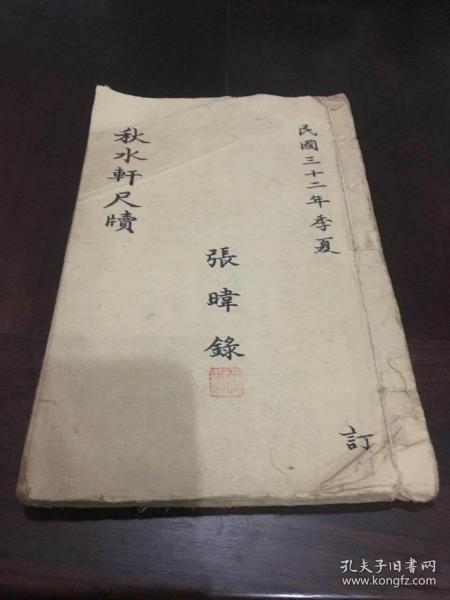 民國三十二年季夏
訂
張暐錄
秋水軒尺牘
孔夫子旧书网
www.kongfz.com